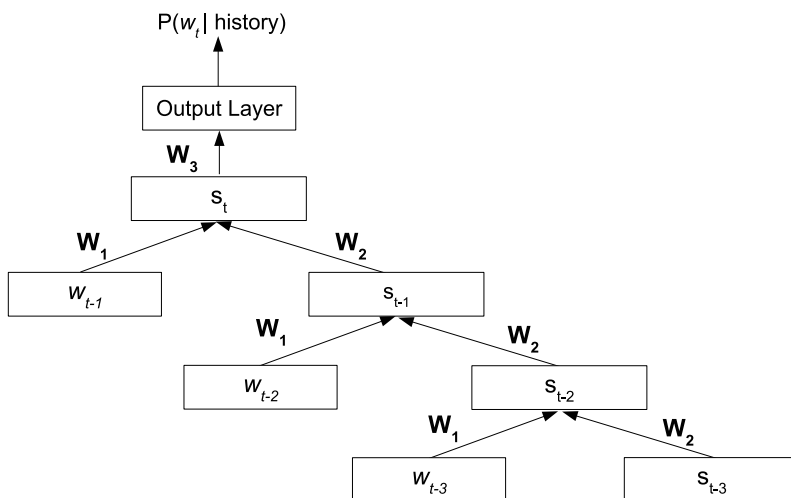 P(w_t | history)
Output Layer
W_3
s_t
W_1 W_2
w_t-1 s_t-1
W_1 W_2
w_t-2 s_t-2
W_1 W_2
w_t-3 s_t-3